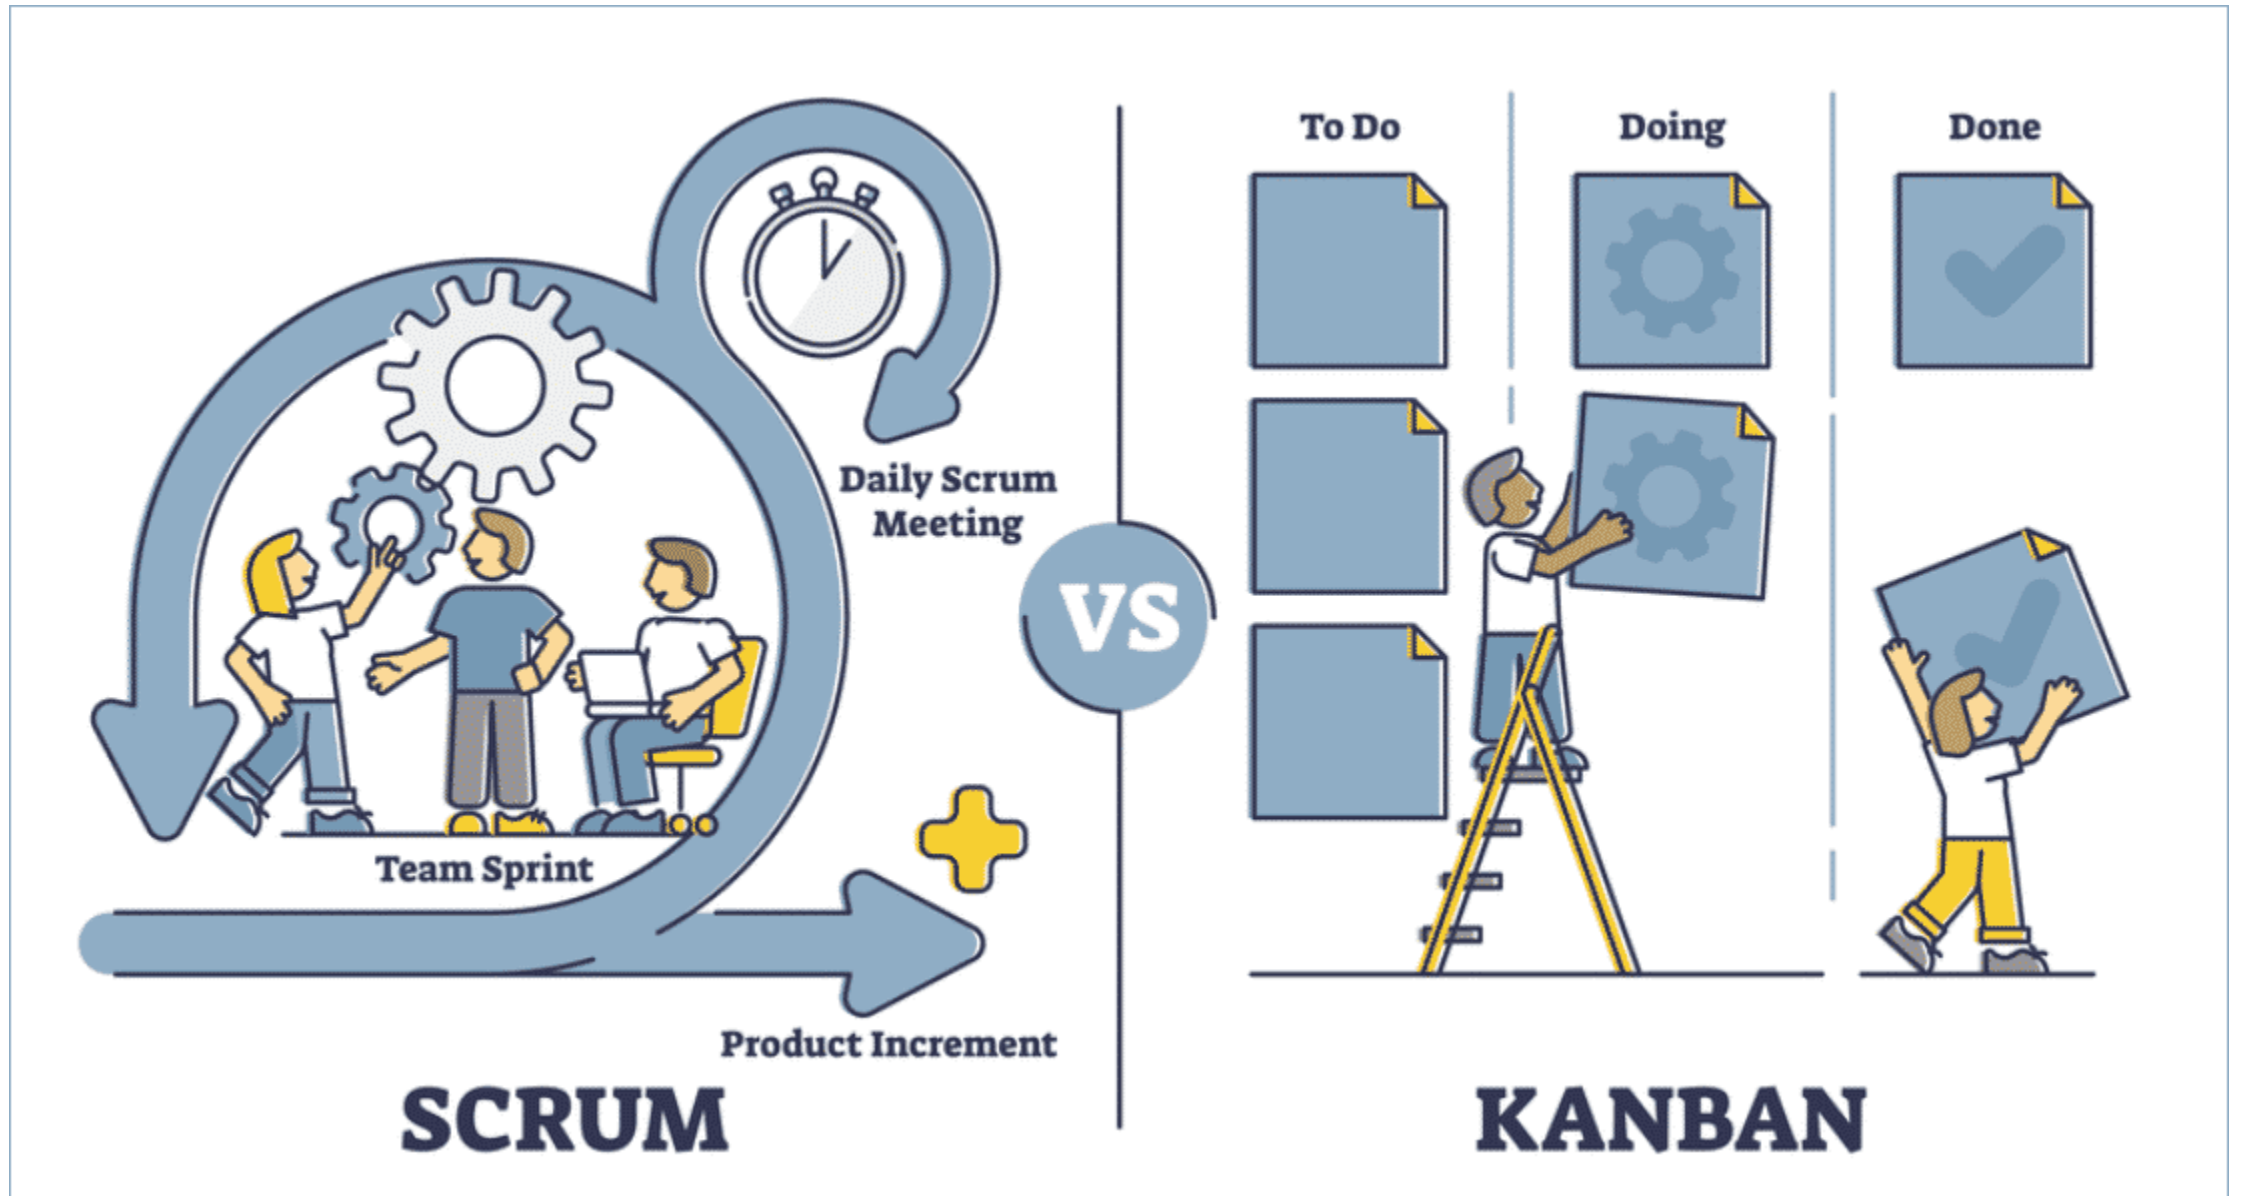 Daily Scrum
Meeting
Team Sprint
Product Increment
SCRUM
VS
To Do
Doing
Done
KANBAN